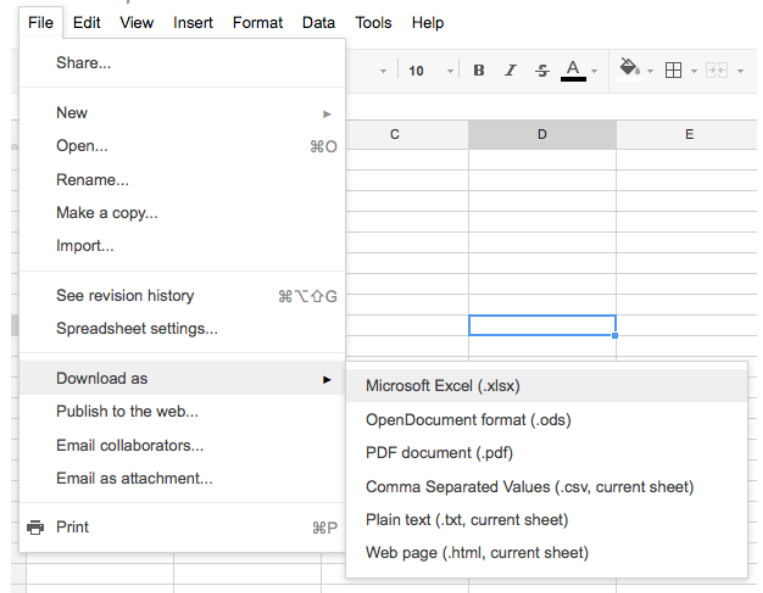 File Edit View Insert Format Data Tools Help
Share...
10 B I S A
New ►
C D E
Open... ⌘O
Rename...
Make a copy...
Import...
See revision history ⌘⌥⇧G
Spreadsheet settings...
Download as ►
Publish to the web...
Email collaborators...
Email as attachment...
Print ⌘P
Microsoft Excel (.xlsx)
OpenDocument format (.ods)
PDF document (.pdf)
Comma Separated Values (.csv, current sheet)
Plain text (.txt, current sheet)
Web page (.html, current sheet)